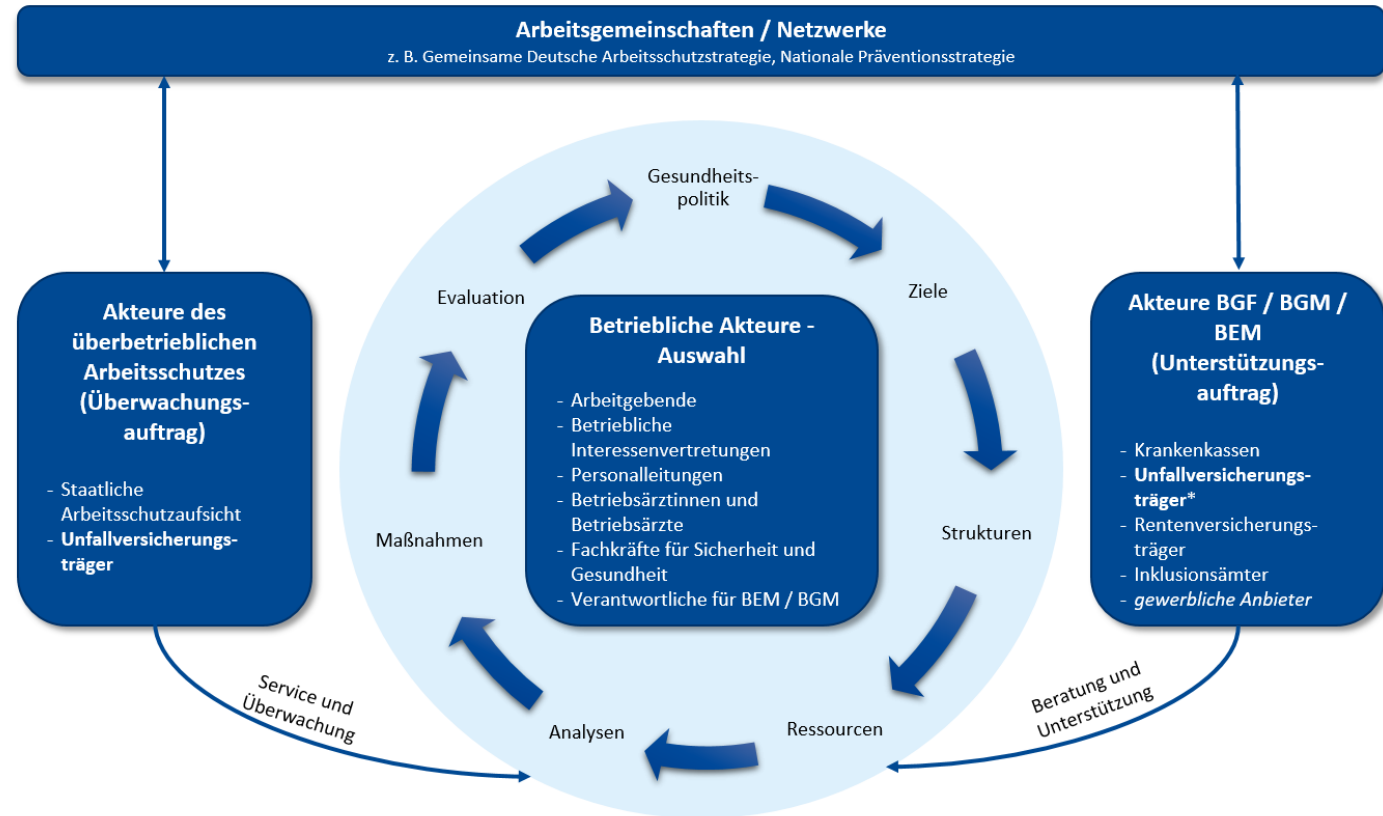 Arbeitsgemeinschaften / Netzwerke
z. B. Gemeinsame Deutsche Arbeitsschutzstrategie, Nationale Präventionsstrategie
Akteure des
überbetrieblichen
Arbeitsschutzes
(Überwachungs-
auftrag)
- Staatliche
Arbeitsschutzaufsicht
- Unfallversicherungs-
träger
Service und
Überwachung
Gesundheits-
politik
Ziele
Strukturen
Ressourcen
Analysen
Maßnahmen
Evaluation
Betriebliche Akteure -
Auswahl
- Arbeitgebende
- Betriebliche
Interessenvertretungen
- Personalleitungen
- Betriebsärztinnen und
Betriebsärzte
- Fachkräfte für Sicherheit und
Gesundheit
- Verantwortliche für BEM / BGM
Akteure BGF / BGM /
BEM
(Unterstützungs-
auftrag)
- Krankenkassen
- Unfallversicherungs-
träger*
- Rentenversicherungs-
träger
- Inklusionsämter
- gewerbliche Anbieter
Beratung und
Unterstützung